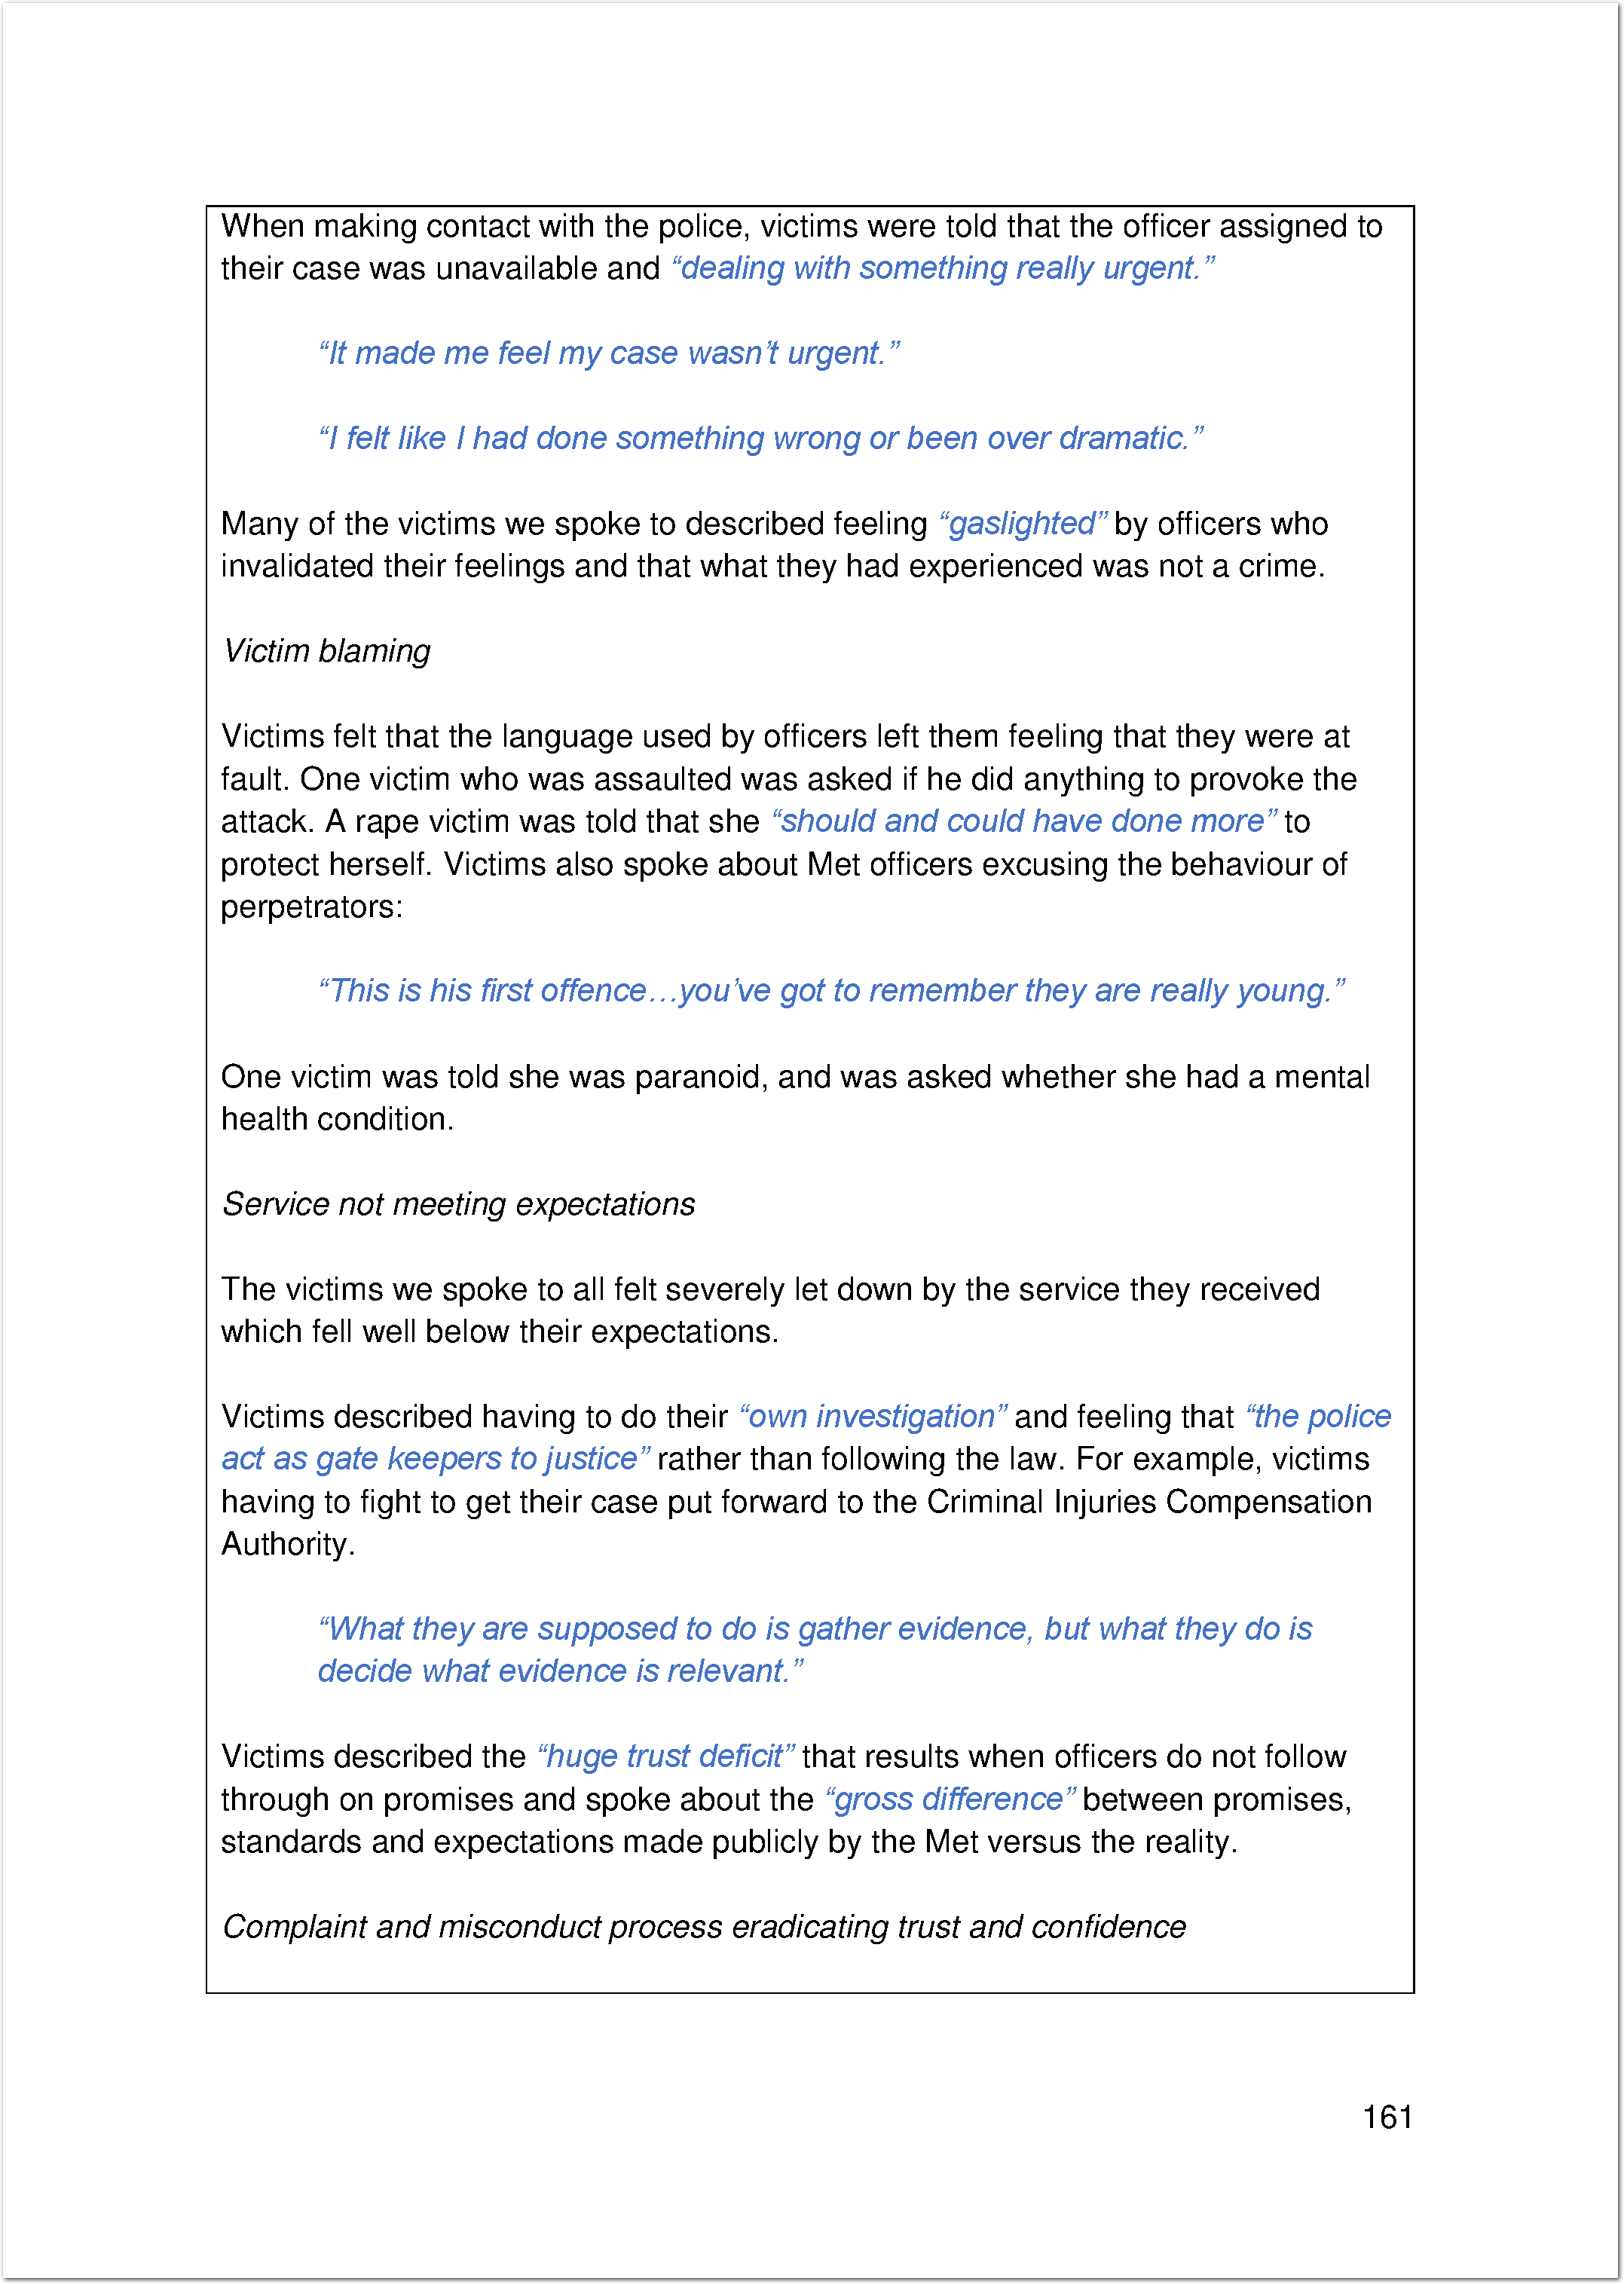 When making contact with the police, victims were told that the officer assigned to
their case was unavailable and “dealing with something really urgent.”
“It made me feel my case wasn’t urgent.”
“I felt like I had done something wrong or been over dramatic.”
Many of the victims we spoke to described feeling “gaslighted” by officers who
invalidated their feelings and that what they had experienced was not a crime.
Victim blaming
Victims felt that the language used by officers left them feeling that they were at
fault. One victim who was assaulted was asked if he did anything to provoke the
attack. A rape victim was told that she “should and could have done more” to
protect herself. Victims also spoke about Met officers excusing the behaviour of
perpetrators:
“This is his first offence…you’ve got to remember they are really young.”
One victim was told she was paranoid, and was asked whether she had a mental
health condition.
Service not meeting expectations
The victims we spoke to all felt severely let down by the service they received
which fell well below their expectations.
Victims described having to do their “own investigation” and feeling that “the police
act as gate keepers to justice” rather than following the law. For example, victims
having to fight to get their case put forward to the Criminal Injuries Compensation
Authority.
“What they are supposed to do is gather evidence, but what they do is
decide what evidence is relevant.”
Victims described the “huge trust deficit” that results when officers do not follow
through on promises and spoke about the “gross difference” between promises,
standards and expectations made publicly by the Met versus the reality.
Complaint and misconduct process eradicating trust and confidence
161